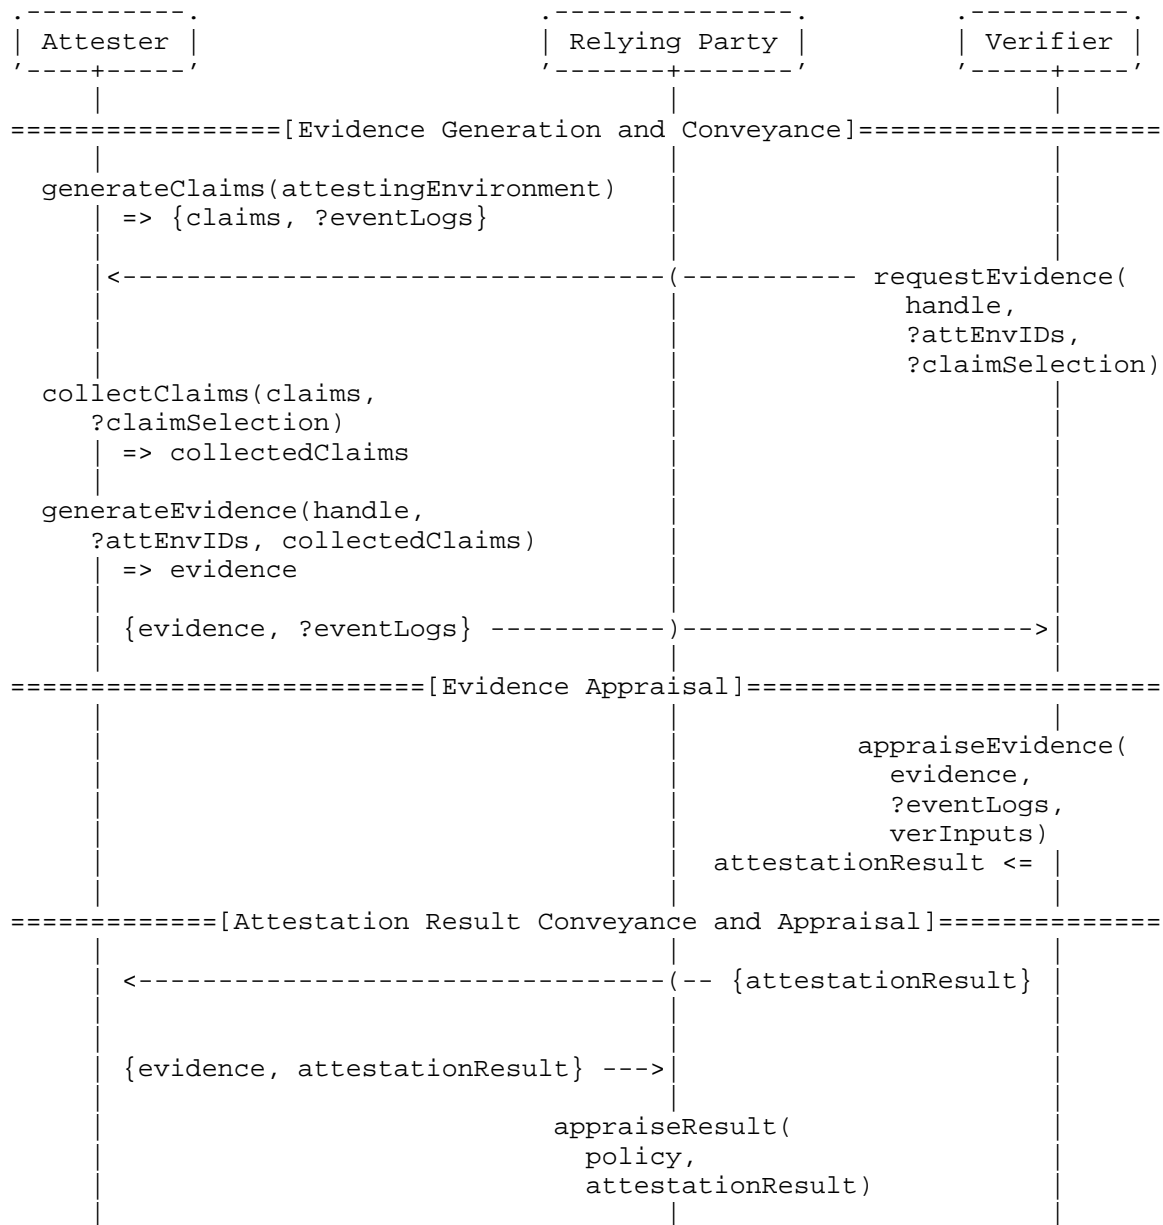 Attester Relying Party Verifier
[Evidence Generation and Conveyance]
generateClaims(attestingEnvironment)
=> {claims, ?eventLogs}
requestEvidence(
handle,
?attEnvIDs,
?claimSelection)
collectClaims(claims,
?claimSelection)
=> collectedClaims
generateEvidence(handle,
?attEnvIDs, collectedClaims)
=> evidence
{evidence, ?eventLogs}
[Evidence Appraisal]
appraiseEvidence(
evidence,
?eventLogs,
verInputs)
attestationResult <=
[Attestation Result Conveyance and Appraisal]
{attestationResult}
{evidence, attestationResult} --->
appraiseResult(
policy,
attestationResult)